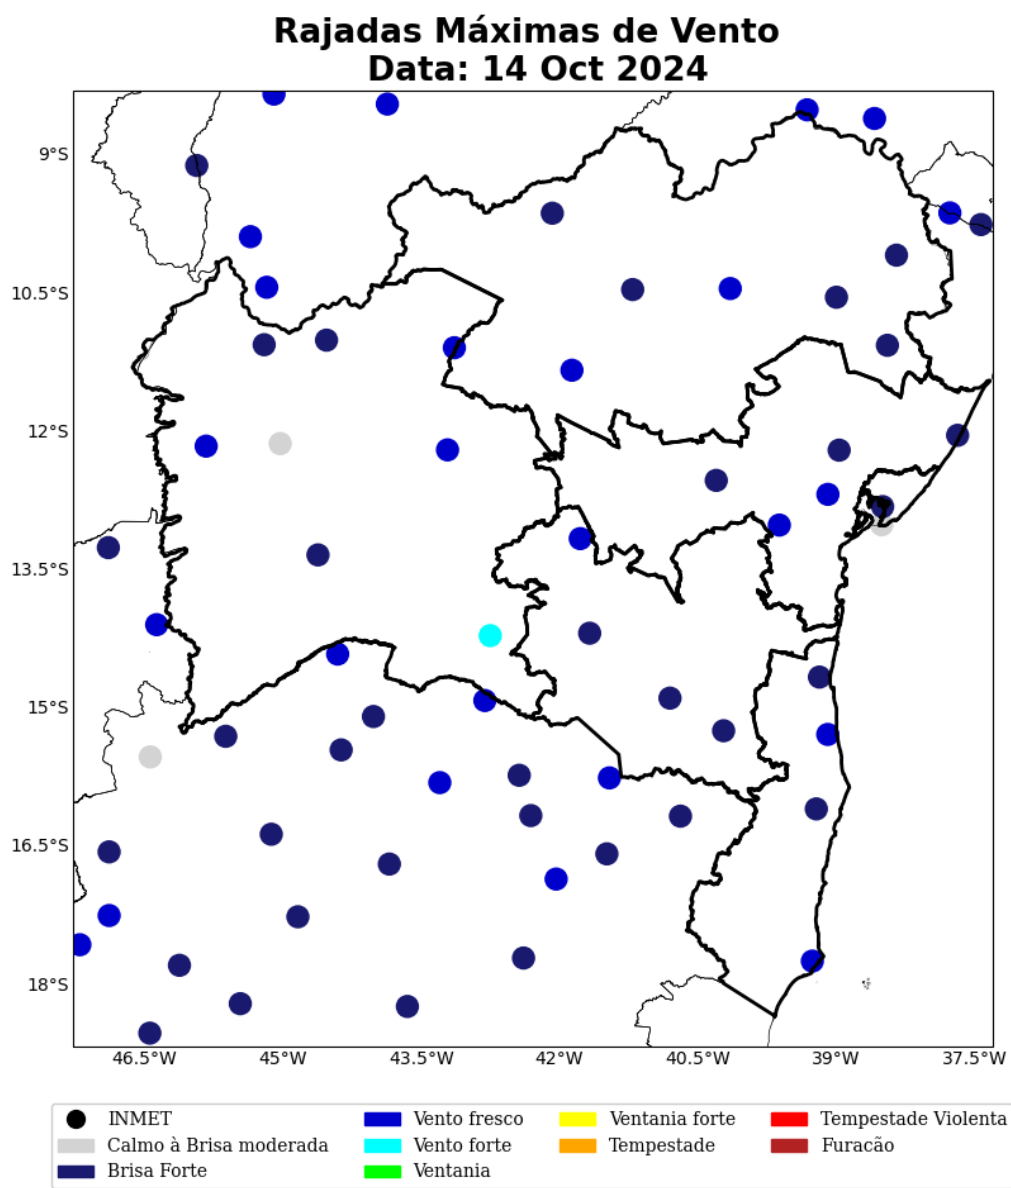 Rajadas Máximas de Vento
Data: 14 Oct 2024
9°S
10.5°S
12°S
13.5°S
15°S
16.5°S
18°S
46.5°W 45°W 43.5°W 42°W 40.5°W 39°W 37.5°W
INMET Vento fresco Ventania forte Tempestade Violenta
Calmo à Brisa moderada Vento forte Tempestade Furacão
Brisa Forte Ventania